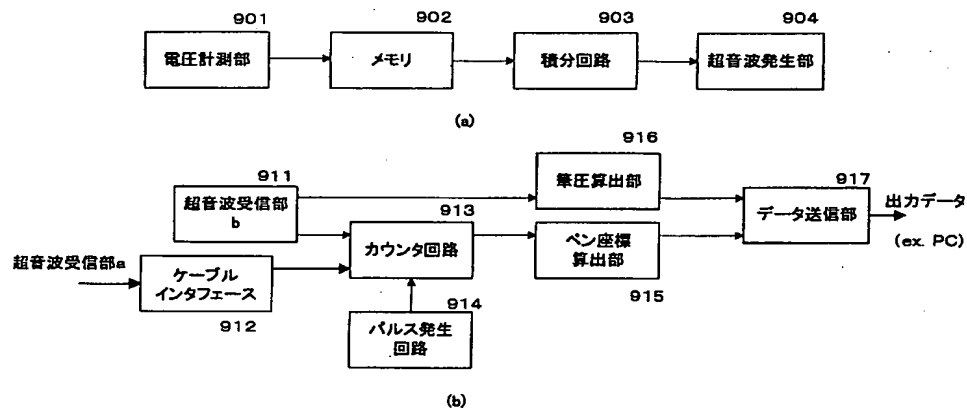 901
902
903
904
電圧計測部
メモリ
積分回路
超音波発生部
(a)
911
913
916
917
超音波受信部
b
筆圧算出部
カウンタ回路
ペン座標
算出部
データ送信部
出力データ
(ex. PC)
超音波受信部a
ケーブル
インタフェース
912
914
915
パルス発生
回路
(b)